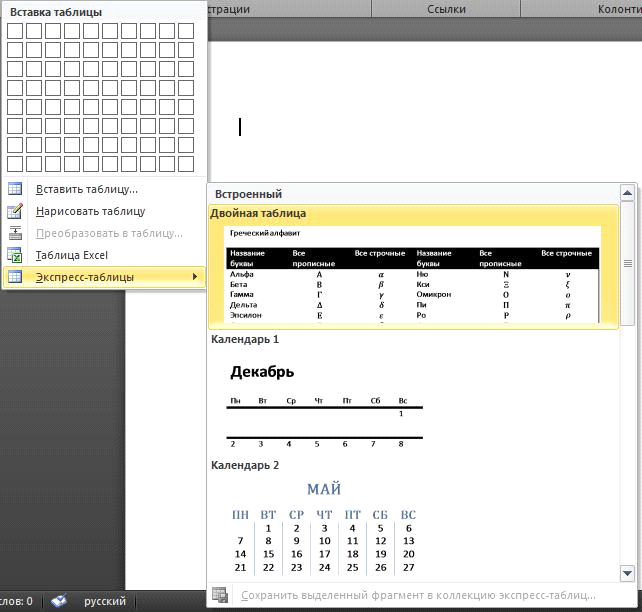 Вставка таблицы
страции Ссылки Колонти
Вставить таблицу...
Нарисовать таблицу
Преобразовать в таблицу...
Таблица Excel
Экспресс-таблицы
Встроенный
Двойная таблица
Греческий алфавит
Название буквы Все прописные Все строчные Название буквы Все прописные Все строчные
Альфа Α α Ню Ν ν
Бета Β β Кси Ξ ξ
Гамма Γ γ Омикрон Ο ο
Дельта Δ δ Пи Π π
Эпсилон Ε ε Ро Ρ ρ
Календарь 1
Декабрь
Пн Вт Ср Чт Пт Сб Вс
1
2 3 4 5 6 7 8
Календарь 2
МАЙ
ПН ВТ СР ЧТ ПТ СБ ВС
1 2 3 4 5 6
7 8 9 10 11 12 13
14 15 16 17 18 19 20
21 22 23 24 25 26 27
Сохранить выделенный фрагмент в коллекцию экспресс-таблиц...
слов: 0 русский